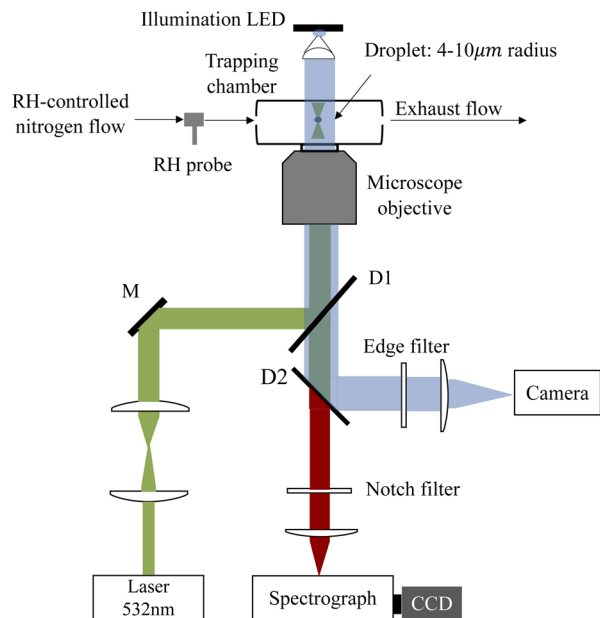 Illumination LED
Droplet: 4-10𝜇𝑚 radius
Trapping
chamber
RH-controlled
nitrogen flow
Exhaust flow
RH probe
Microscope
objective
M
D1
D2
Edge filter
Camera
Notch filter
Laser
532nm
Spectrograph
CCD